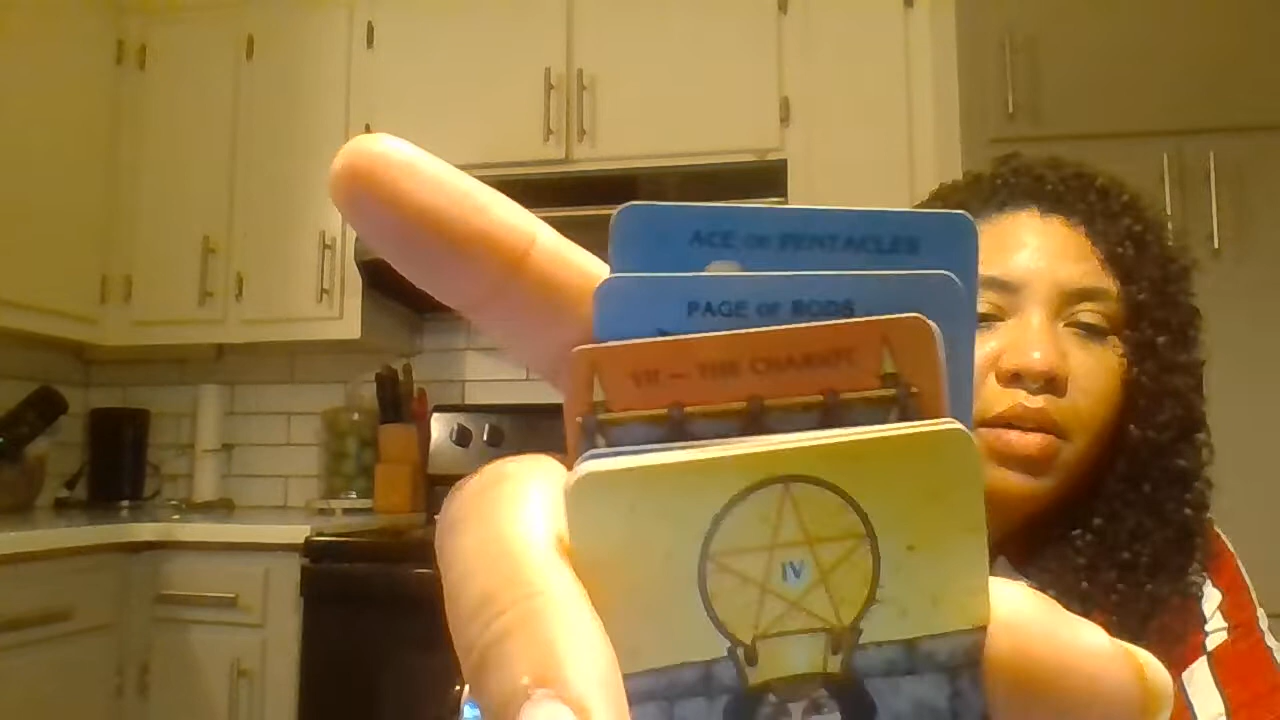 ACE OF PENTACLES
PAGE OF RODS
VII — THE CHARIOT
IV